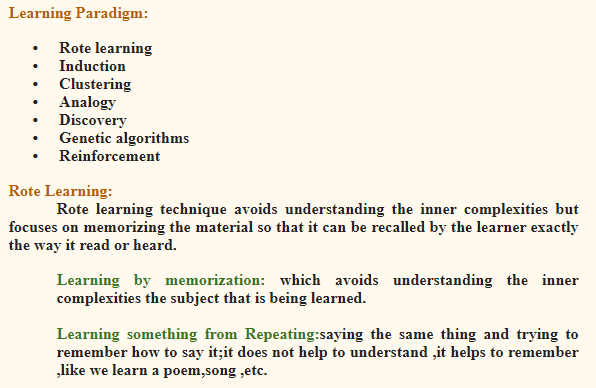 Learning Paradigm:
• Rote learning
• Induction
• Clustering
• Analogy
• Discovery
• Genetic algorithms
• Reinforcement
Rote Learning:
Rote learning technique avoids understanding the inner complexities but
focuses on memorizing the material so that it can be recalled by the learner exactly
the way it read or heard.
Learning by memorization: which avoids understanding the inner
complexities the subject that is being learned.
Learning something from Repeating:saying the same thing and trying to
remember how to say it;it does not help to understand ,it helps to remember
,like we learn a poem,song ,etc.